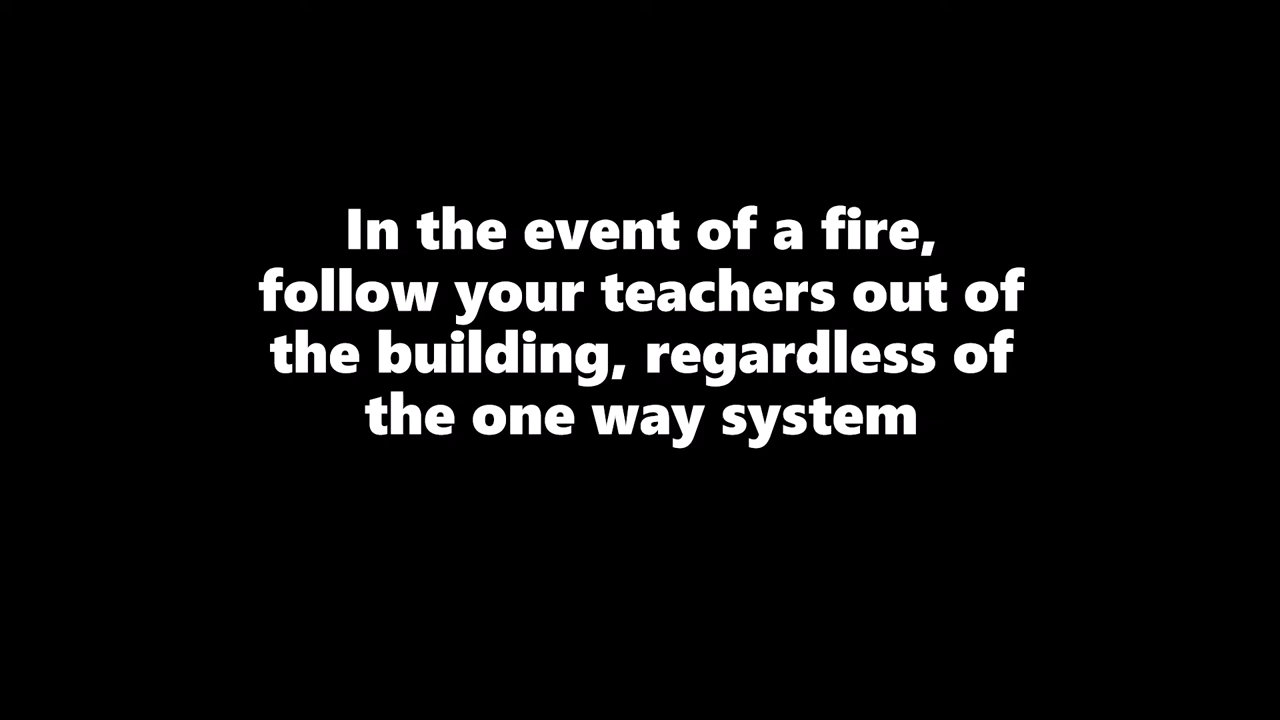 In the event of a fire,
follow your teachers out of
the building, regardless of
the one way system